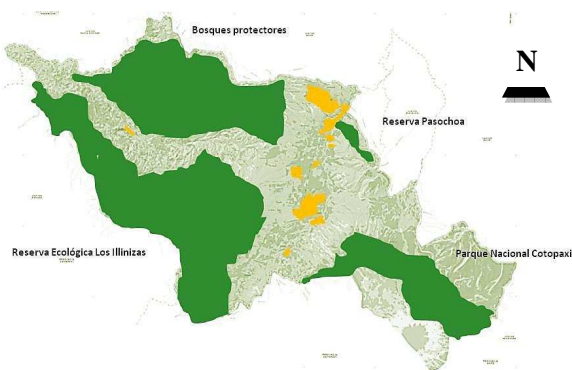 Bosques protectores
N
Reserva Pasochoa
Reserva Ecológica Los Illinizas
Parque Nacional Cotopaxi